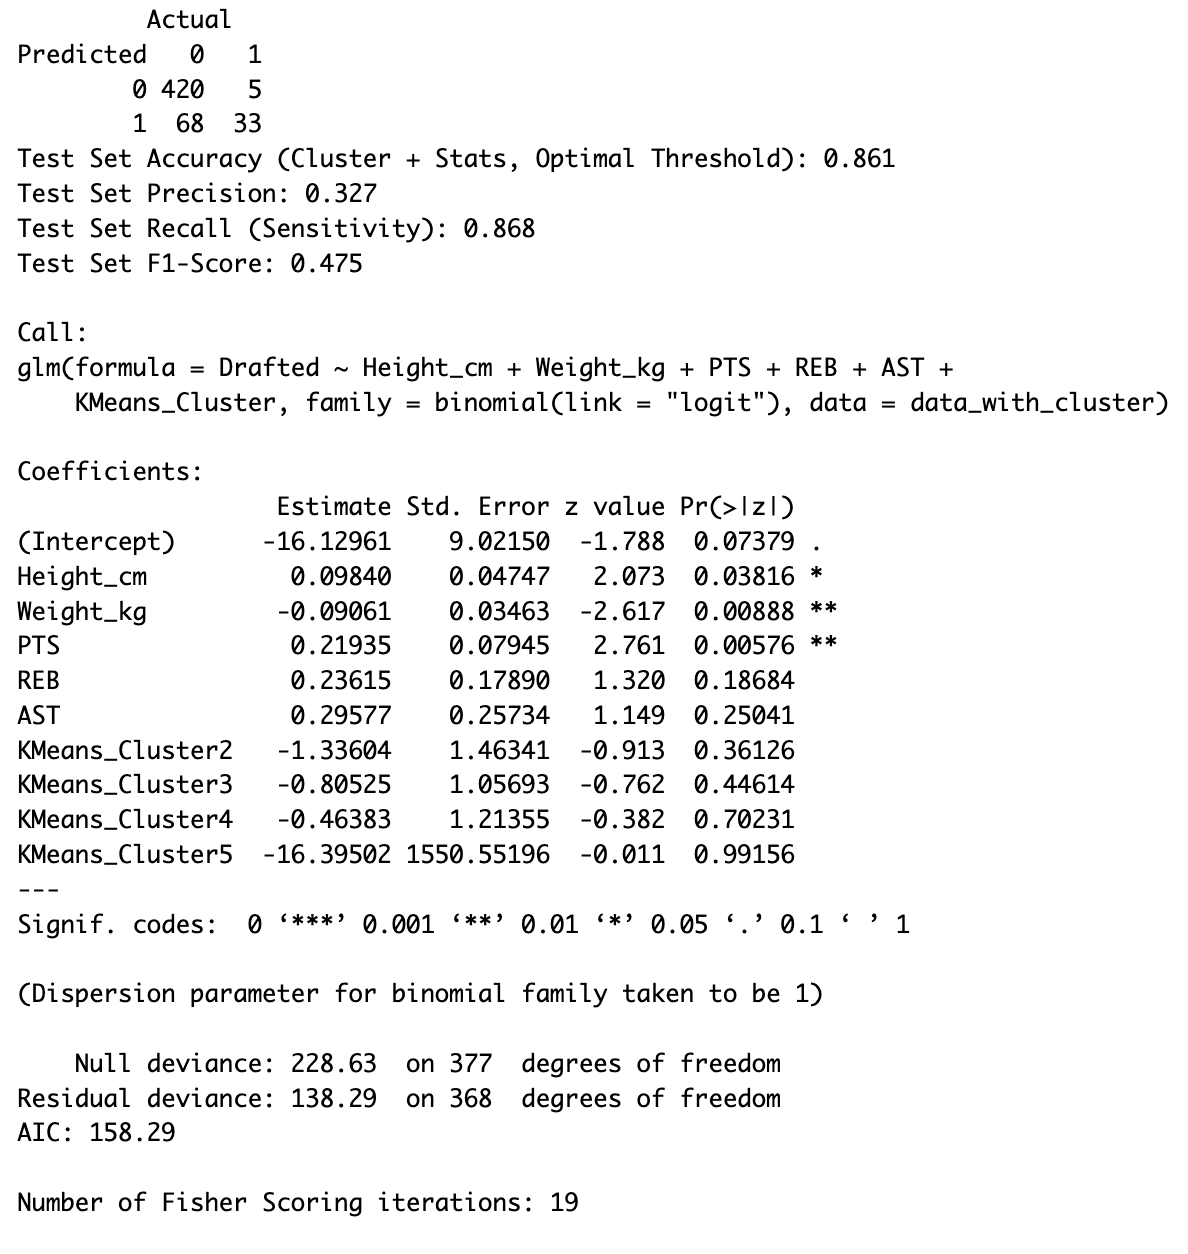 Actual
Predicted 0 1
0 420 5
1 68 33
Test Set Accuracy (Cluster + Stats, Optimal Threshold): 0.861
Test Set Precision: 0.327
Test Set Recall (Sensitivity): 0.868
Test Set F1-Score: 0.475
Call:
glm(formula = Drafted ~ Height_cm + Weight_kg + PTS + REB + AST +
KMeans_Cluster, family = binomial(link = "logit"), data = data_with_cluster)
Coefficients:
Estimate Std. Error z value Pr(>|z|)
(Intercept) -16.12961 9.02150 -1.788 0.07379 .
Height_cm 0.09840 0.04747 2.073 0.03816 *
Weight_kg -0.09061 0.03463 -2.617 0.00888 **
PTS 0.21935 0.07945 2.761 0.00576 **
REB 0.23615 0.17890 1.320 0.18684
AST 0.29577 0.25734 1.149 0.25041
KMeans_Cluster2 -1.33604 1.46341 -0.913 0.36126
KMeans_Cluster3 -0.80525 1.05693 -0.762 0.44614
KMeans_Cluster4 -0.46383 1.21355 -0.382 0.70231
KMeans_Cluster5 -16.39502 1550.55196 -0.011 0.99156
---
Signif. codes: 0 ‘***’ 0.001 ‘**’ 0.01 ‘*’ 0.05 ‘.’ 0.1 ‘ ’ 1
(Dispersion parameter for binomial family taken to be 1)
Null deviance: 228.63 on 377 degrees of freedom
Residual deviance: 138.29 on 368 degrees of freedom
AIC: 158.29
Number of Fisher Scoring iterations: 19